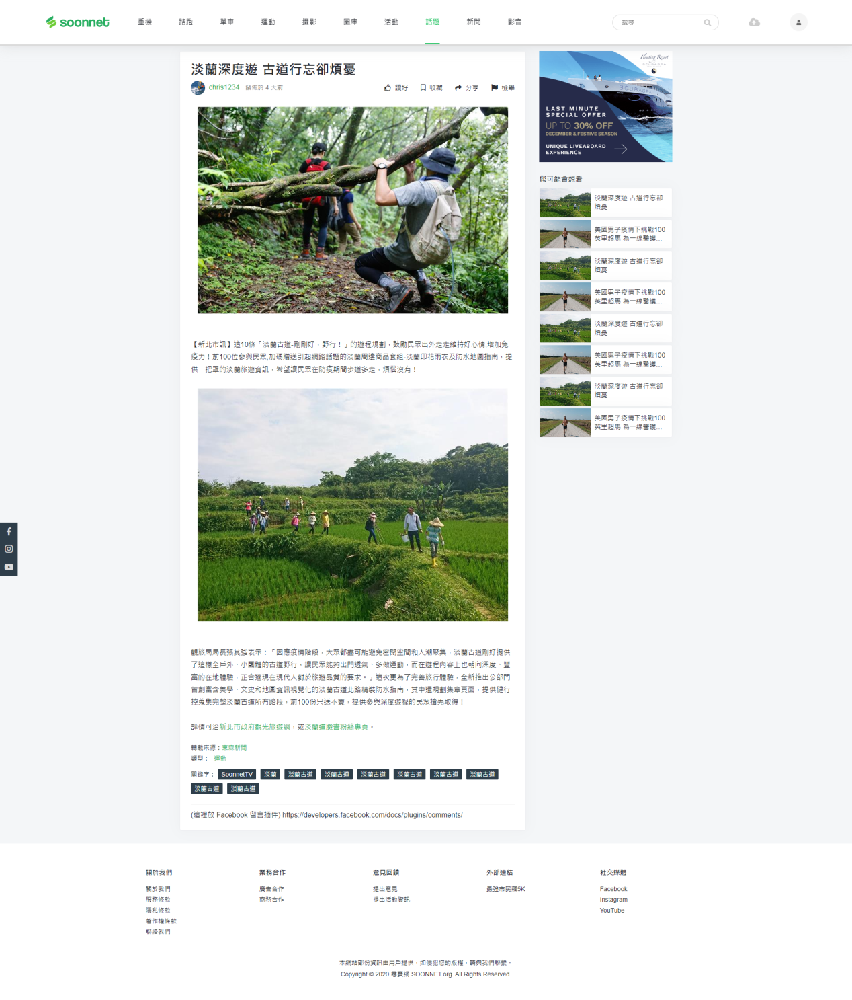 soonnet
重機 路跑 單車 運動 攝影 圖庫 活動 話題 新聞 影音
搜尋
淡蘭深度遊 古道行忘卻煩憂
chris1234 發佈於 4 天前 讚好 收藏 分享 檢舉
【新北市訊】這10條「淡蘭古道-剛剛好，野行！」的遊程規劃，鼓勵民眾出外走走維持好心情,增加免
疫力！前100位參與民眾,加碼贈送引起網路話題的淡蘭周邊商品套組-淡蘭印花雨衣及防水地圖指南，提
供一把罩的淡蘭旅遊資訊，希望讓民眾在防疫期間步道多走，煩惱沒有！
觀旅局局長張其強表示：「因應疫情階段，大眾都盡可能避免密閉空間和人潮聚集，淡蘭古道剛好提供
了這樣全戶外、小團體的古道野行，讓民眾能夠出門透氣、多做運動，而在遊程內容上也朝向深度、豐
富的在地體驗，正合適現在現代人對於旅遊品質的要求。」這次更為了完善旅行體驗，全新推出公部門
首創富含美學、文史和地圖資訊視覺化的淡蘭古道北路精裝防水指南，其中還規劃集章頁面，提供健行
控蒐集完整淡蘭古道所有路段，前100份只送不賣，提供參與深度遊程的民眾搶先取得！
詳情可洽新北市政府觀光旅遊網，或淡蘭道臉書粉絲專頁。
轉載來源：東森新聞
類型： 運動
關鍵字： SoonnetTV 淡蘭 淡蘭古道 淡蘭古道 淡蘭古道 淡蘭古道 淡蘭古道 淡蘭古道
淡蘭古道 淡蘭古道
(這裡放 Facebook 留言插件) https://developers.facebook.com/docs/plugins/comments/
Floating Resort
SCUBASPA
SCUBASPA
LAST MINUTE
SPECIAL OFFER
UP TO 30% OFF
DECEMBER & FESTIVE SEASON
UNIQUE LIVEABOARD
EXPERIENCE
您可能會想看
淡蘭深度遊 古道行忘卻
煩憂
美國男子疫情下挑戰100
英里超馬 為一線醫護...
淡蘭深度遊 古道行忘卻
煩憂
美國男子疫情下挑戰100
英里超馬 為一線醫護...
淡蘭深度遊 古道行忘卻
煩憂
美國男子疫情下挑戰100
英里超馬 為一線醫護...
淡蘭深度遊 古道行忘卻
煩憂
美國男子疫情下挑戰100
英里超馬 為一線醫護...
關於我們
關於我們
服務條款
隱私條款
著作權條款
聯絡我們
業務合作
廣告合作
商務合作
意見回饋
提出意見
提出活動資訊
外部連結
最強市民飆5K
社交媒體
Facebook
Instagram
YouTube
本網站部份資訊由用戶提供，如侵犯您的版權，請與我們聯繫。
Copyright © 2020 尋寶網 SOONNET.org. All Rights Reserved.